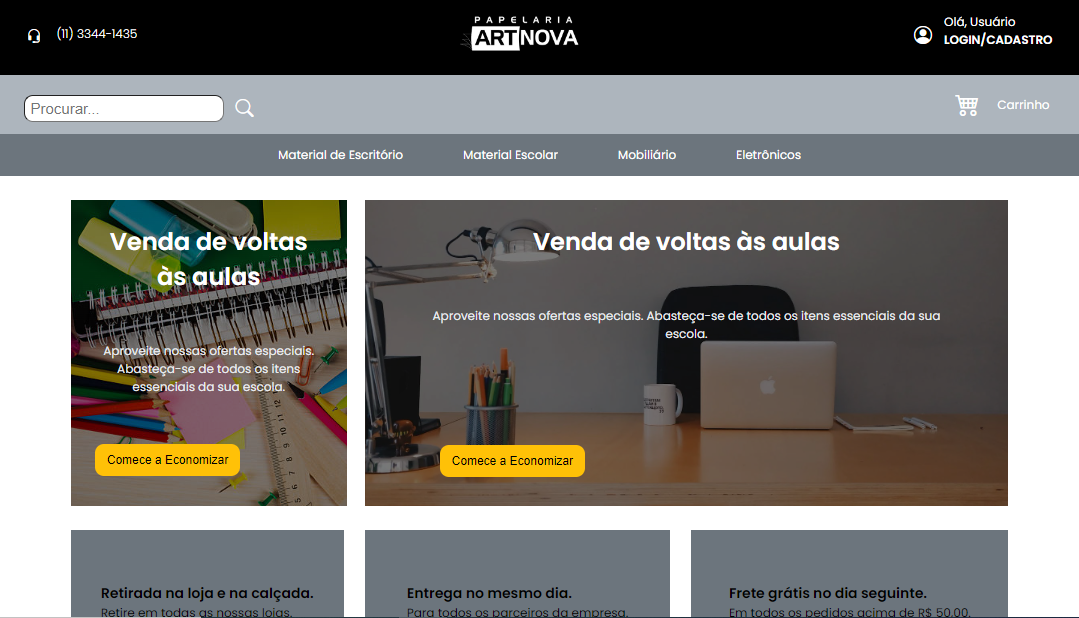 (11) 3344-1435
PAPELARIA
ARTNOVA
Olá, Usuário
LOGIN/CADASTRO
Procurar...
Carrinho
Material de Escritório
Material Escolar
Mobiliário
Eletrônicos
Venda de voltas
às aulas
Aproveite nossas ofertas especiais.
Abasteça-se de todos os itens
essenciais da sua escola.
Comece a Economizar
Venda de voltas às aulas
Aproveite nossas ofertas especiais. Abasteça-se de todos os itens essenciais da sua
escola.
Comece a Economizar
Retirada na loja e na calçada.
Retire em todas as nossas lojas.
Entrega no mesmo dia.
Para todos os parceiros da empresa.
Frete grátis no dia seguinte.
Em todos os pedidos acima de R$ 50,00.